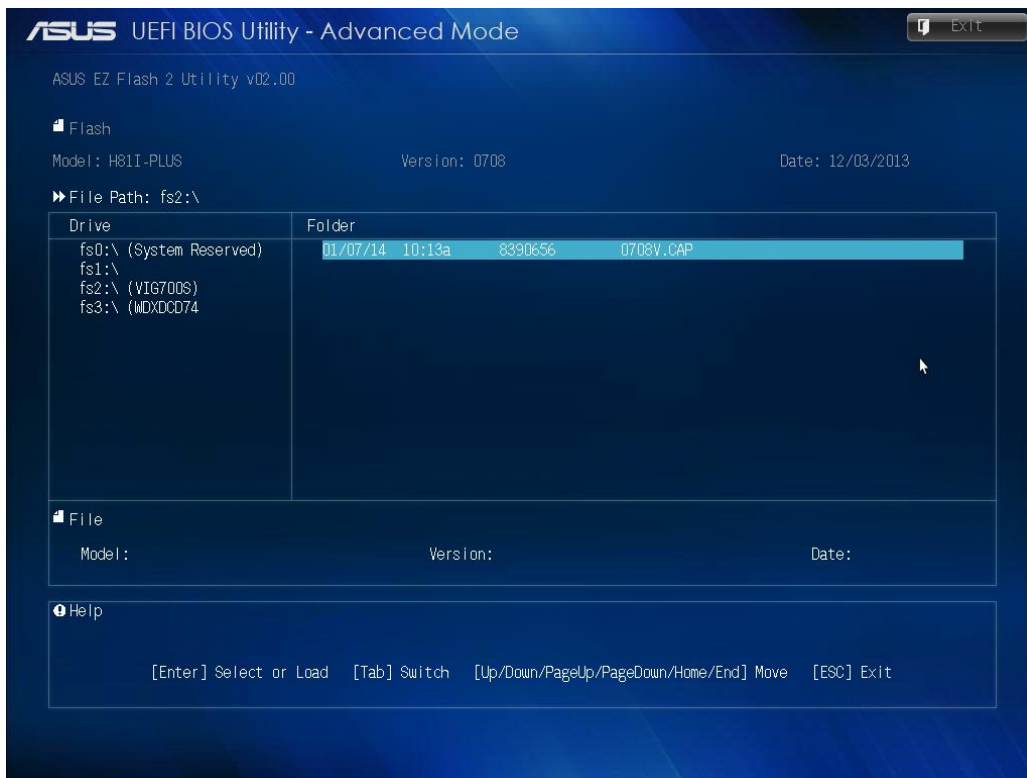 ASUS UEFI BIOS Utility - Advanced Mode
Exit
ASUS EZ Flash 2 Utility v02.00
Flash
Model: H81I-PLUS Version: 0708 Date: 12/03/2013
File Path: fs2:\
Drive Folder
fs0:\ (System Reserved) 01/07/14 10:13a 8390656 0708V.CAP
fs1:\
fs2:\ (VIG700S)
fs3:\ (WDXDCD74
File
Model: Version: Date:
Help
[Enter] Select or Load [Tab] Switch [Up/Down/PageUp/PageDown/Home/End] Move [ESC] Exit